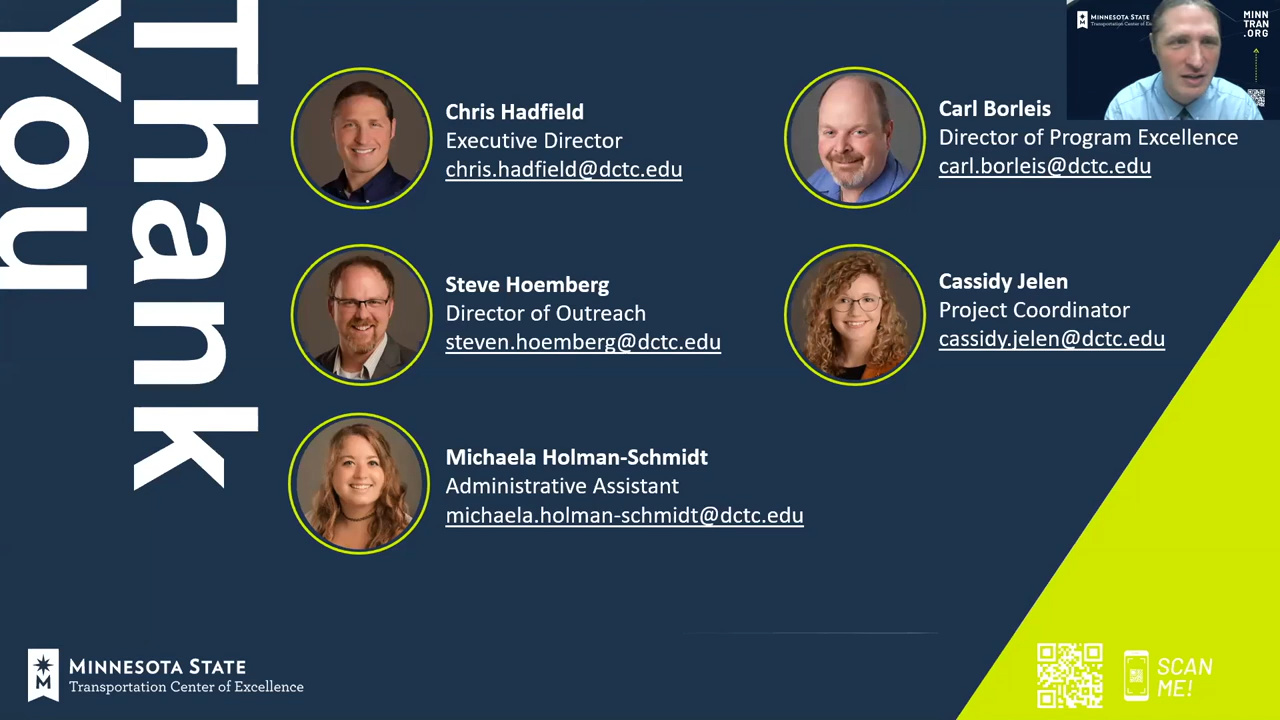 Thank
You
Chris Hadfield
Executive Director
chris.hadfield@dctc.edu
Carl Borleis
Director of Program Excellence
carl.borleis@dctc.edu
Steve Hoemberg
Director of Outreach
steven.hoemberg@dctc.edu
Cassidy Jelen
Project Coordinator
cassidy.jelen@dctc.edu
Michaela Holman-Schmidt
Administrative Assistant
michaela.holman-schmidt@dctc.edu
MINNESOTA STATE
Transportation Center of Excellence
SCAN
ME!
MINNESOTA STATE
Transportation Center of
MINN
TRAN
.ORG